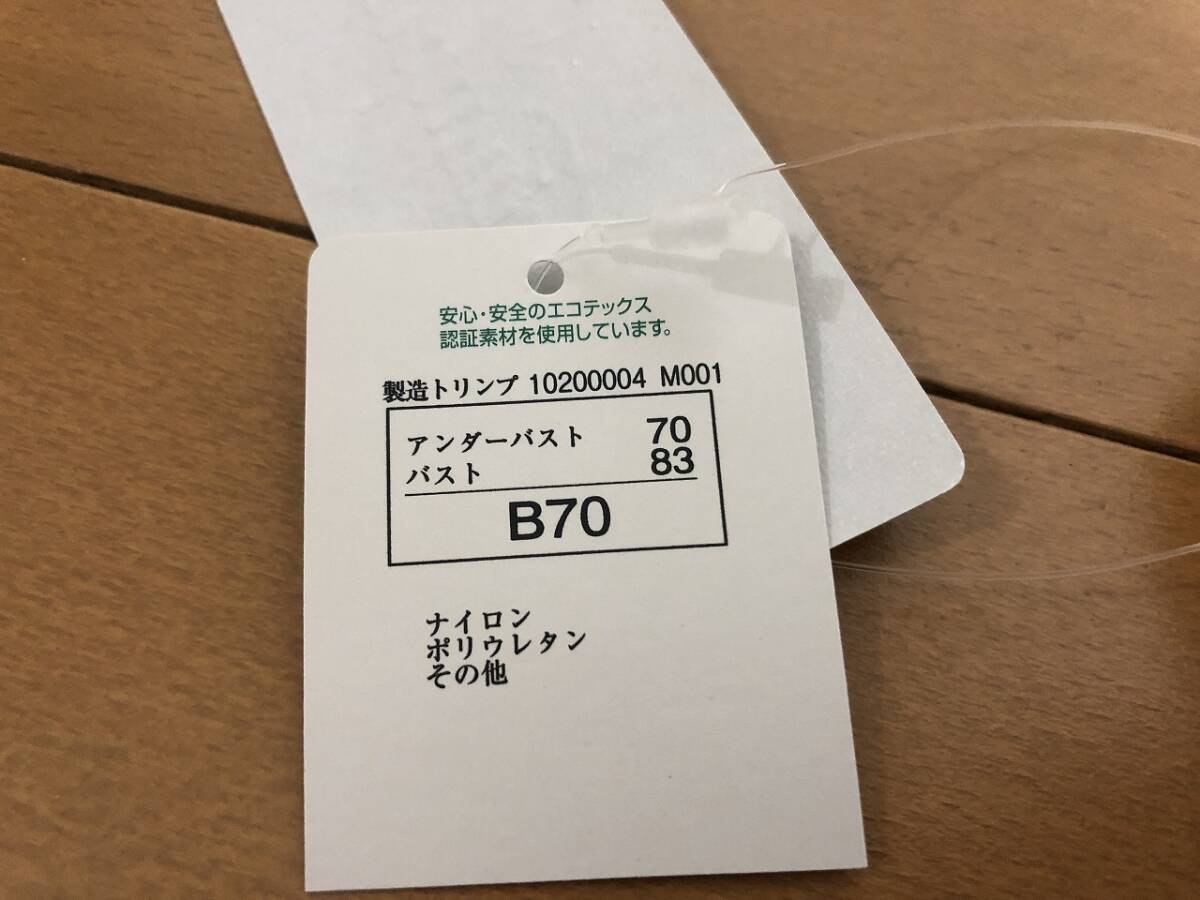 安心・安全のエコテックス
認証素材を使用しています。
製造トリンプ 10200004 M001
アンダーバスト 70
バスト 83
B70
ナイロン
ポリウレタン
その他